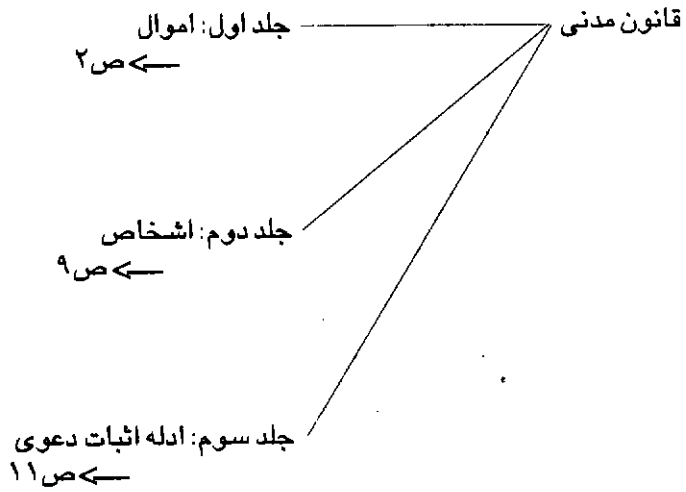 قانون مدنی
جلد اول: اموال
ص۲
جلد دوم: اشخاص
ص۹
جلد سوم: ادله اثبات دعوی
ص۱۱